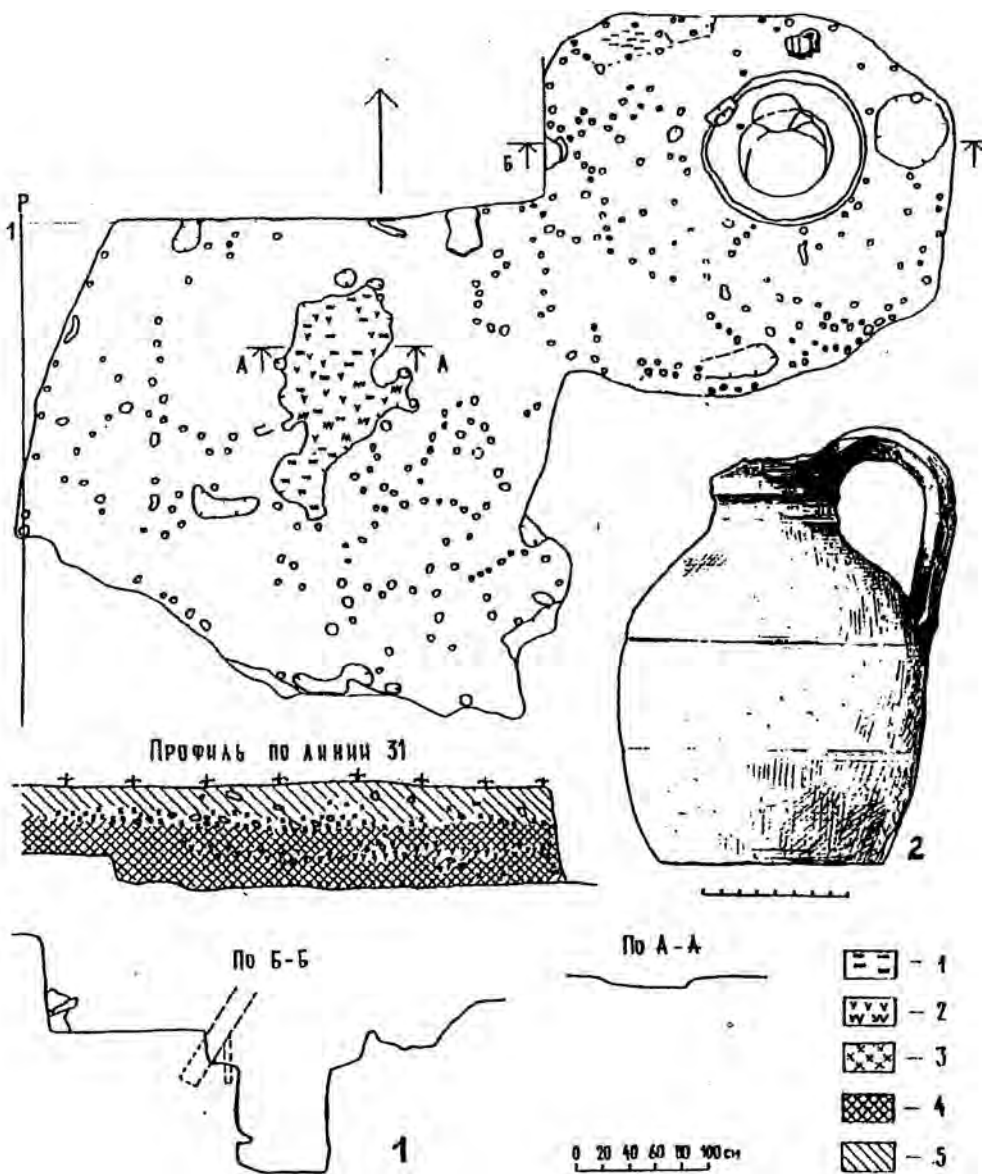 Б
Р
1
А А
Профиль по линии 31
2
По Б-Б
По А-А
- 1
- 2
- 3
- 4
- 5
1
0 20 40 60 80 100 см